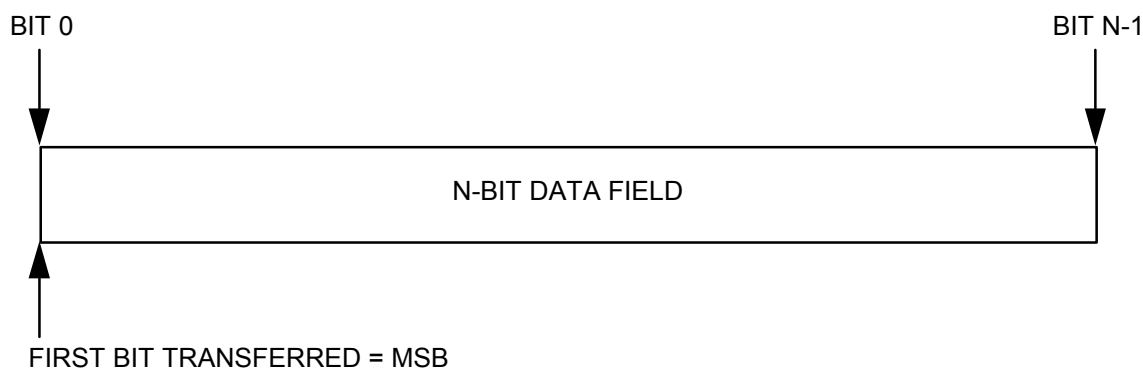 BIT 0
BIT N-1
N-BIT DATA FIELD
FIRST BIT TRANSFERRED = MSB